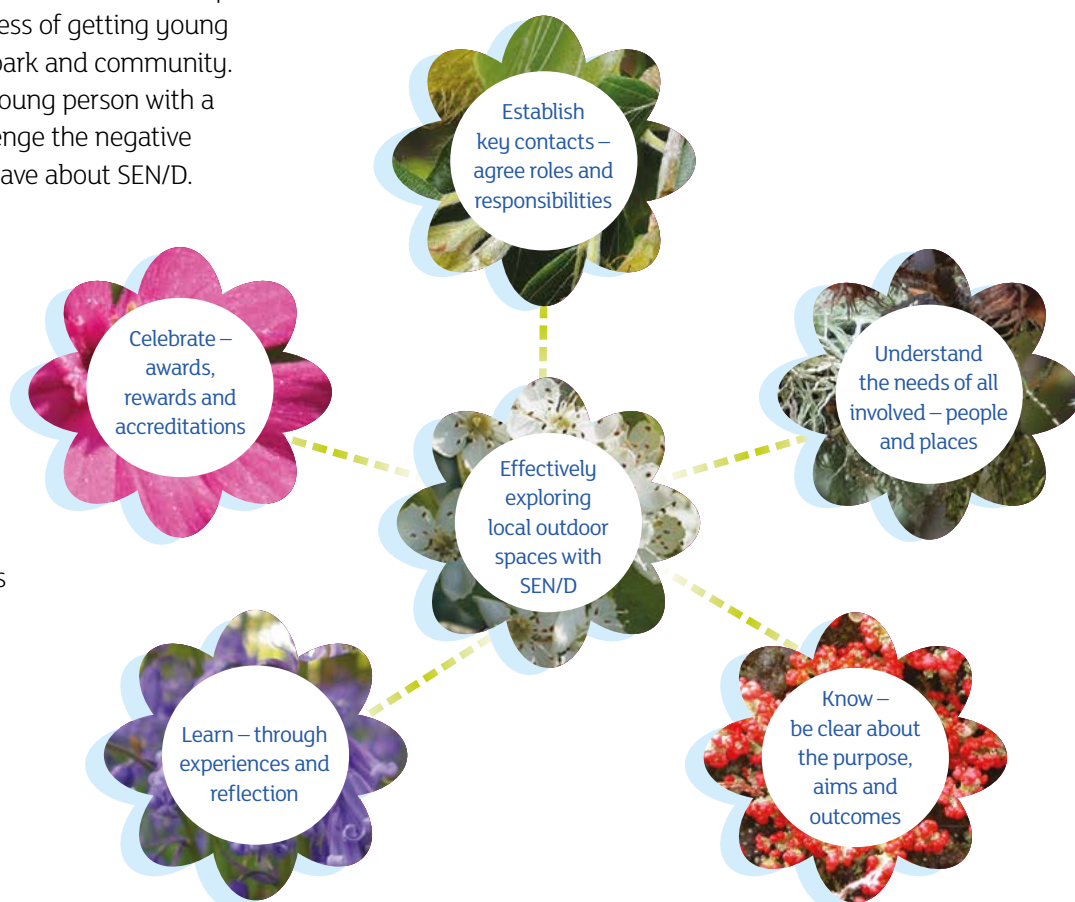 ess of getting young
park and community.
oung person with a
enge the negative
ave about SEN/D.
Establish
key contacts –
agree roles and
responsibilities
Celebrate –
awards,
rewards and
accreditations
Understand
the needs of all
involved – people
and places
Effectively
exploring
local outdoor
spaces with
SEN/D
s
Learn – through
experiences and
reflection
Know –
be clear about
the purpose,
aims and
outcomes